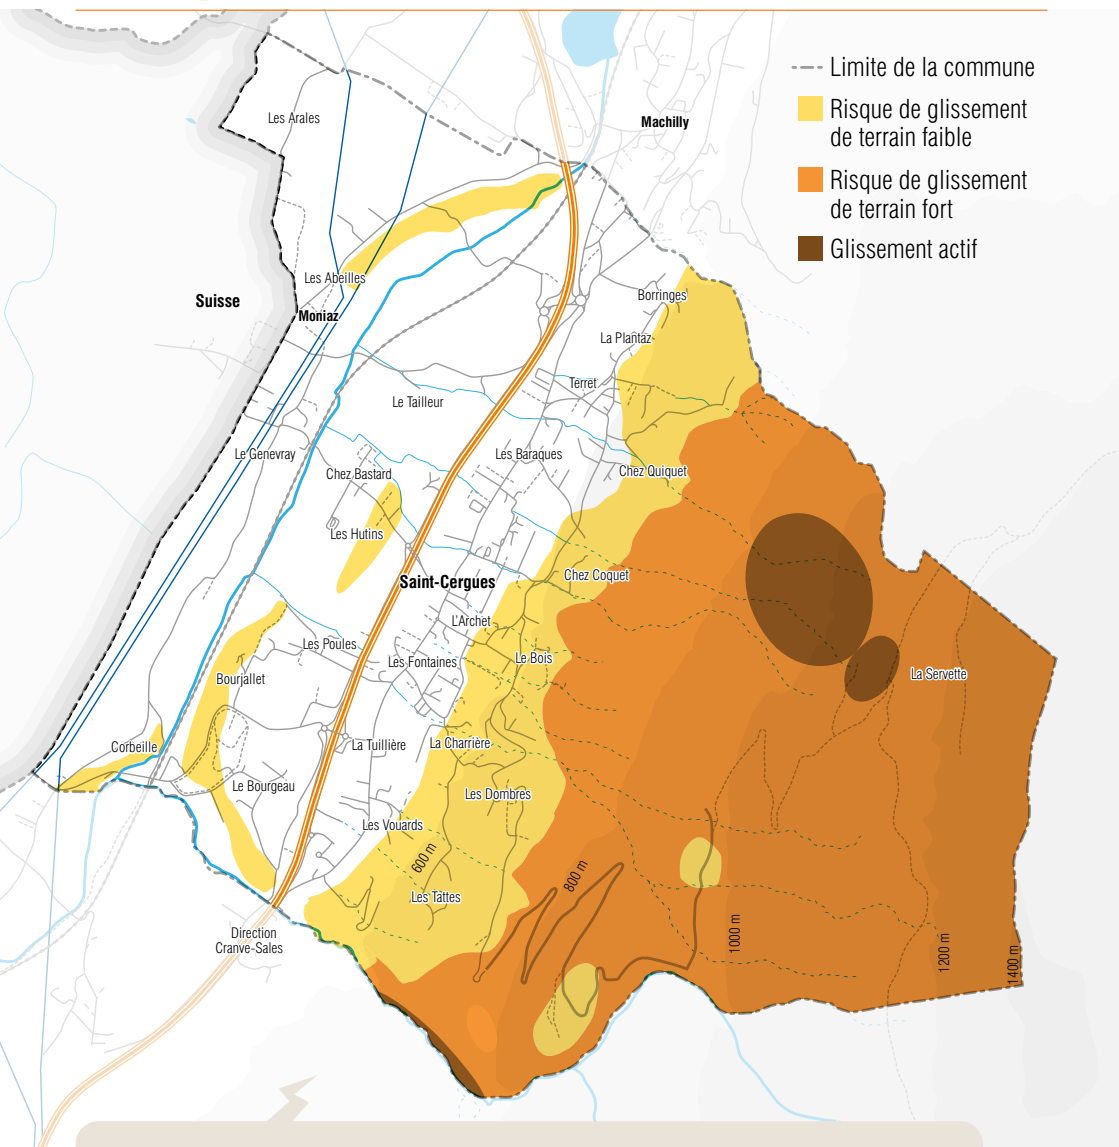 Limite de la commune
Risque de glissement
de terrain faible
Risque de glissement
de terrain fort
Glissement actif
Les Arales
Machilly
Les Abeilles
Suisse
Moniaz
Borringes
La Plantaz
Terret
Le Tailleur
Le Genevray
Les Baraques
Chez Bastard
Chez Quiquet
Les Hutins
Saint-Cergues
Chez Coquet
L'Archet
Les Poules
Les Fontaines
Le Bois
Bourjallet
La Servette
Corbeille
La Tuillière
La Charrière
Le Bourgeau
Les Dombres
Les Vouards
600 m
800 m
Les Tâttes
Direction
Cranve-Sales
1000 m
1200 m
1400 m